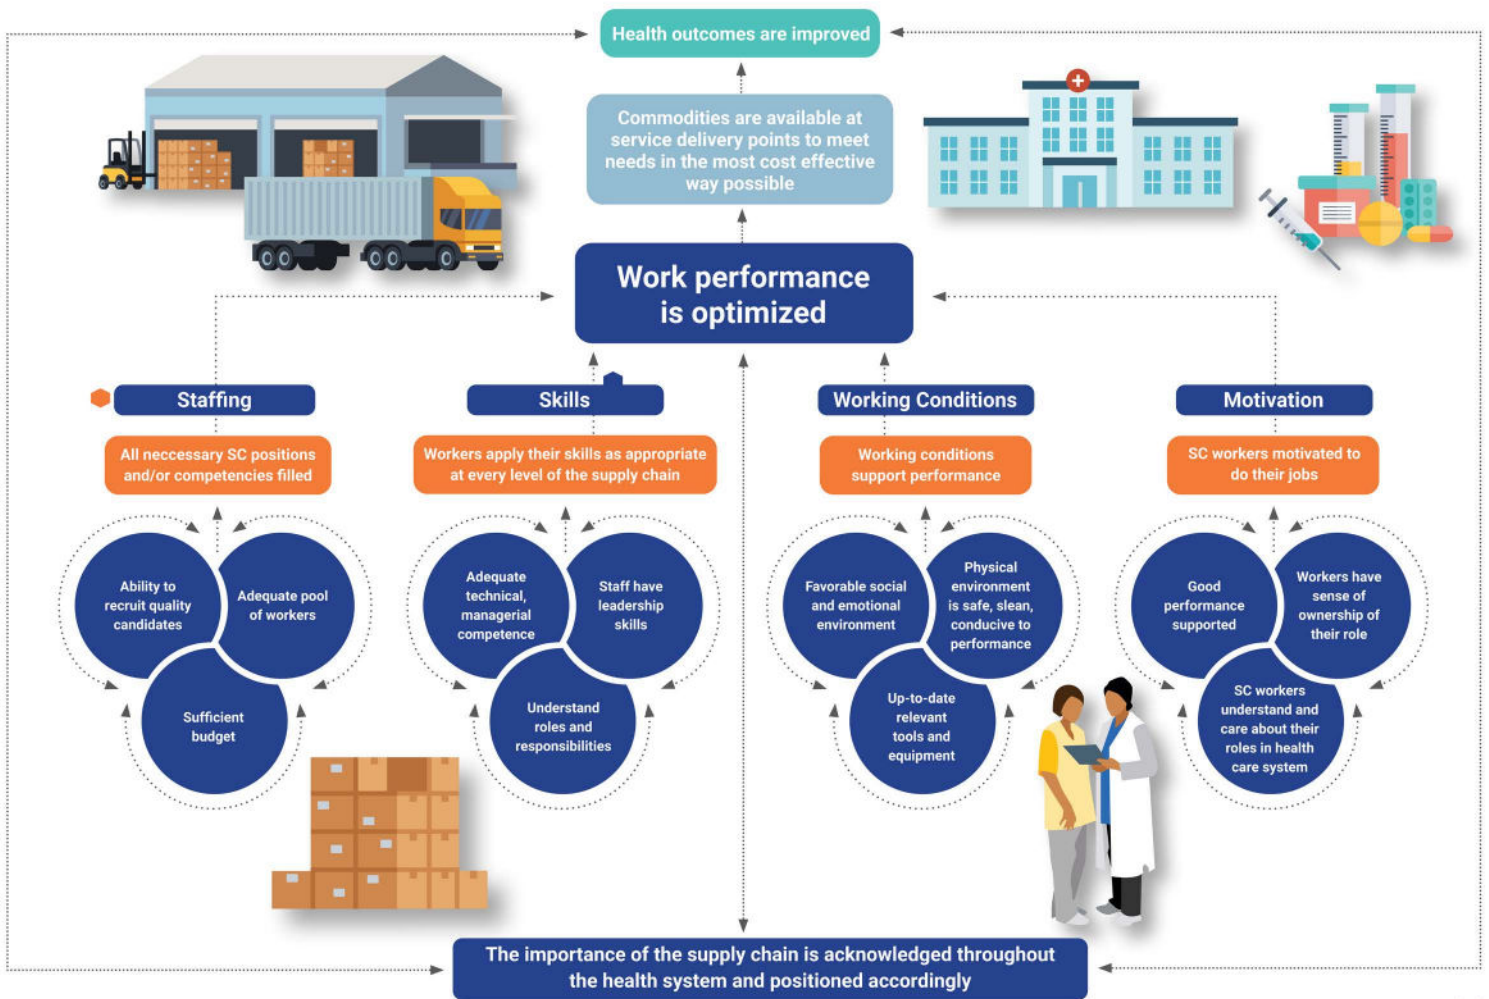 Health outcomes are improved
Commodities are available at
service delivery points to meet
needs in the most cost effective
way possible
Work performance
is optimized
Staffing
All neccessary SC positions
and/or competencies filled
Ability to
recruit quality
candidates
Adequate pool
of workers
Sufficient
budget
Skills
Workers apply their skills as appropriate
at every level of the supply chain
Adequate
technical,
managerial
competence
Staff have
leadership
skills
Understand
roles and
responsibilities
Working Conditions
Working conditions
support performance
Favorable social
and emotional
environment
Physical
environment
is safe, slean,
conducive to
performance
Up-to-date
relevant
tools and
equipment
Motivation
SC workers motivated to
do their jobs
Good
performance
supported
Workers have
sense of
ownership of
their role
SC workers
understand and
care about their
roles in health
care system
The importance of the supply chain is acknowledged throughout
the health system and positioned accordingly